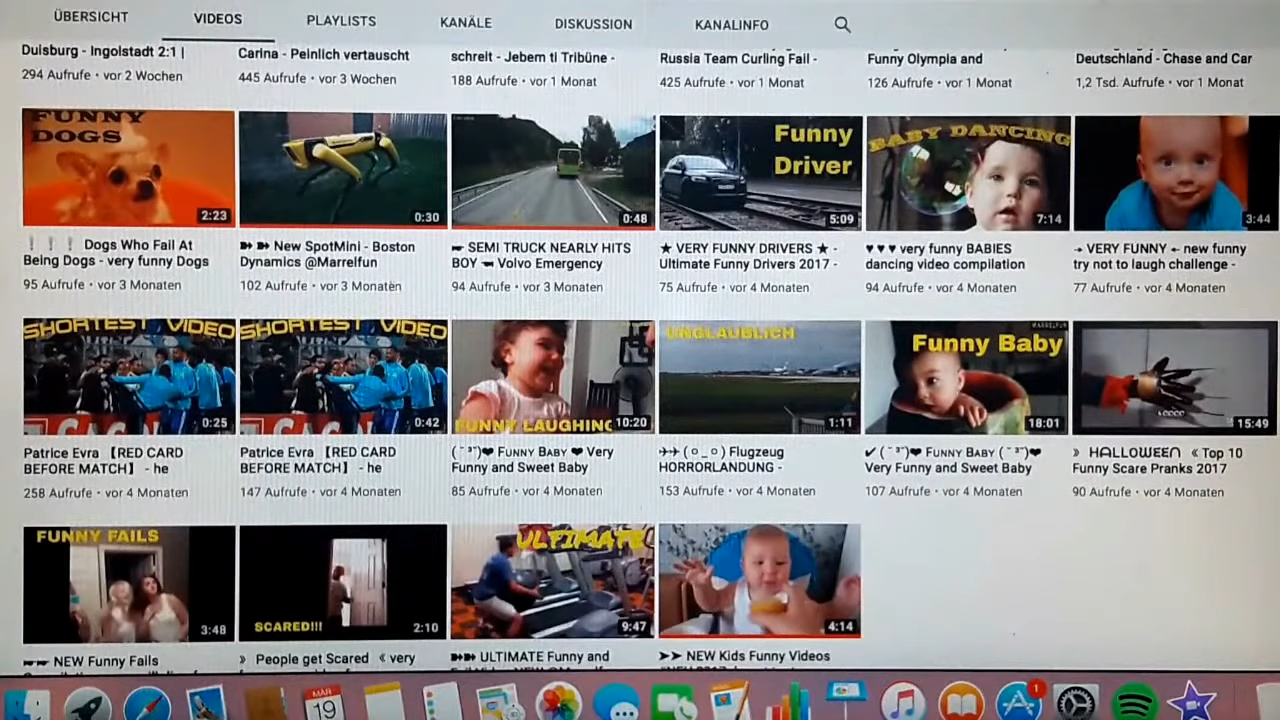 ÜBERSICHT VIDEOS PLAYLISTS KANÄLE DISKUSSION KANALINFO
Duisburg - Ingolstadt 2:1 |
294 Aufrufe • vor 2 Wochen
Carina - Peinlich vertauscht
445 Aufrufe • vor 3 Wochen
schreit - Jebem ti Tribüne -
188 Aufrufe • vor 1 Monat
Russia Team Curling Fail -
425 Aufrufe • vor 1 Monat
Funny Olympia and
126 Aufrufe • vor 1 Monat
Deutschland - Chase and Car
1,2 Tsd. Aufrufe • vor 1 Monat
FUNNY
DOGS
2:23
❕ ❕ ❕ Dogs Who Fail At
Being Dogs - very funny Dogs
95 Aufrufe • vor 3 Monaten
0:30
➽ ➽ New SpotMini - Boston
Dynamics @Marrelfun
102 Aufrufe • vor 3 Monaten
0:48
SEMI TRUCK NEARLY HITS
BOY Volvo Emergency
94 Aufrufe • vor 3 Monaten
Funny
Driver
5:09
★ VERY FUNNY DRIVERS ★ -
Ultimate Funny Drivers 2017 -
75 Aufrufe • vor 4 Monaten
BABY DANCING
7:14
♥ ♥ ♥ very funny BABIES
dancing video compilation
94 Aufrufe • vor 4 Monaten
3:44
VERY FUNNY new funny
try not to laugh challenge -
77 Aufrufe • vor 4 Monaten
SHORTEST VIDEO
0:25
Patrice Evra 【RED CARD
BEFORE MATCH】 - he
258 Aufrufe • vor 4 Monaten
SHORTEST VIDEO
0:42
Patrice Evra 【RED CARD
BEFORE MATCH】 - he
147 Aufrufe • vor 4 Monaten
FUNNY LAUGHING
10:20
(˘ ³˘)❤ Funny Baby ❤ Very
Funny and Sweet Baby
85 Aufrufe • vor 4 Monaten
UNGLAUBLICH
1:11
✈✈ (o_o) Flugzeug
HORRORLANDUNG -
153 Aufrufe • vor 4 Monaten
MARRELFUN
Funny Baby
18:01
✔ (˘ ³˘)❤ Funny Baby (˘ ³˘)❤
Very Funny and Sweet Baby
107 Aufrufe • vor 4 Monaten
15:49
» HALLOWEEN « Top 10
Funny Scare Pranks 2017
90 Aufrufe • vor 4 Monaten
FUNNY FAILS
3:48
NEW Funny Fails
SCARED!!!
2:10
» People get Scared « very
ULTIMATE
9:47
ULTIMATE Funny and
4:14
➤➤ NEW Kids Funny Videos
MÄR
19
1